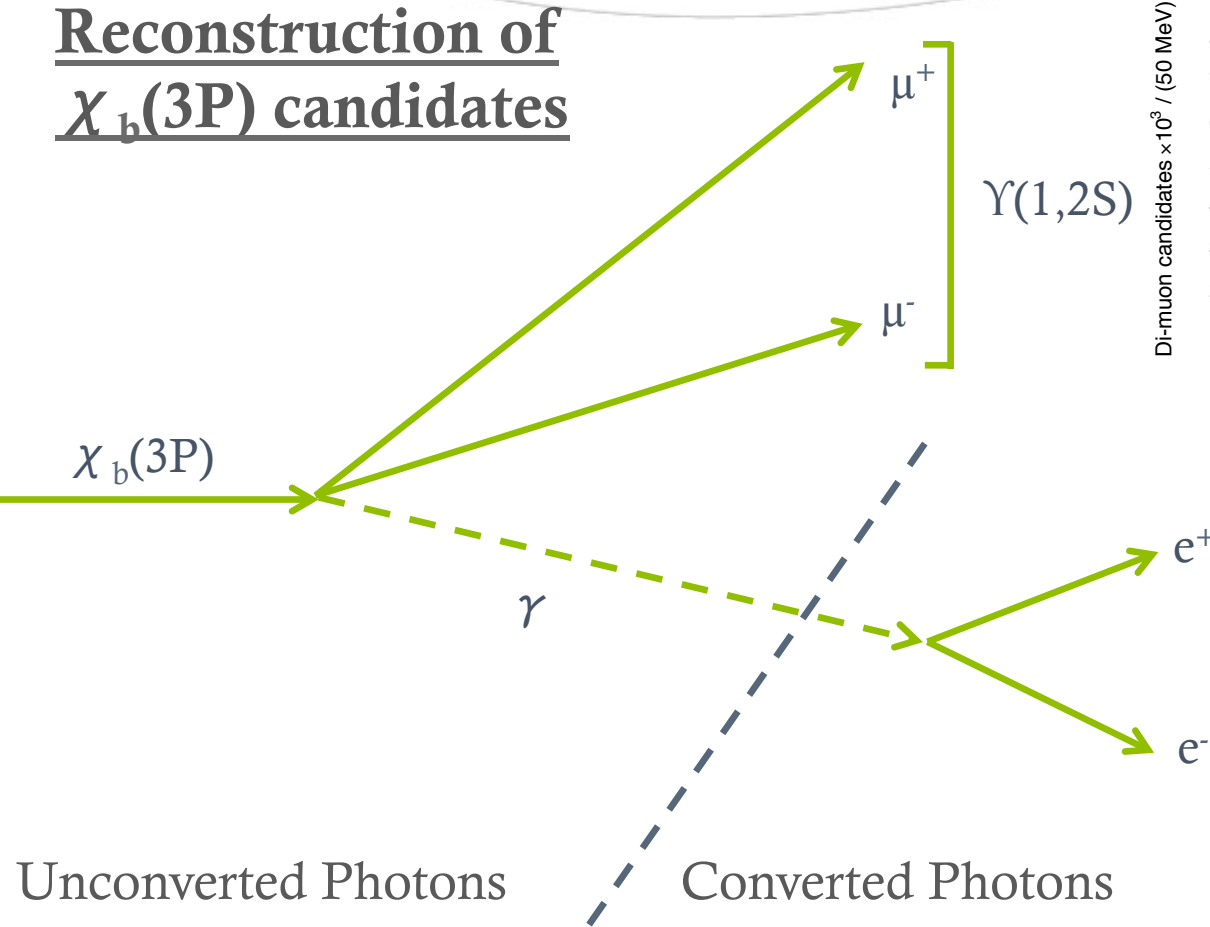 Reconstruction of
χ b(3P) candidates
μ+
ϒ(1,2S)
μ-
Di-muon candidates ×10³ / (50 MeV)
χ b(3P)
γ
e+
e-
Unconverted Photons
Converted Photons